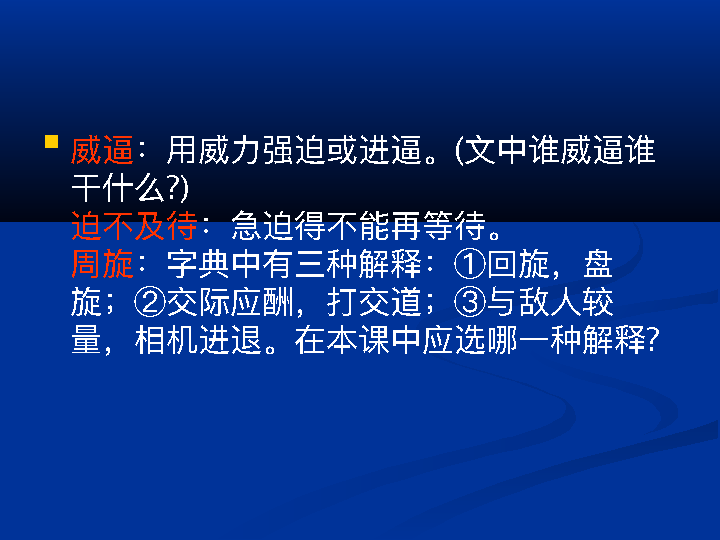 威逼：用威力强迫或进逼。(文中谁威逼谁
干什么?)
迫不及待：急迫得不能再等待。
周旋：字典中有三种解释：①回旋，盘
旋；②交际应酬，打交道；③与敌人较
量，相机进退。在本课中应选哪一种解释?